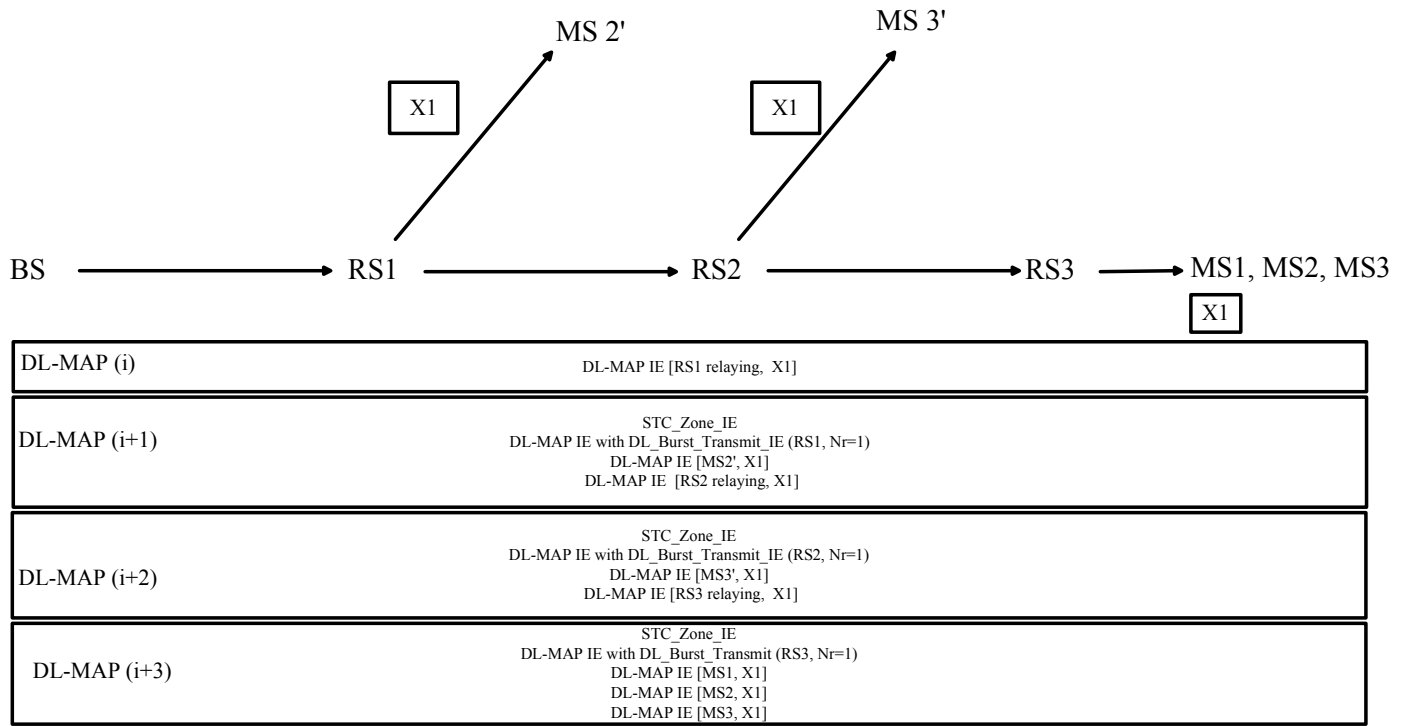 MS 2'
MS 3'
X1
X1
BS
RS1
RS2
RS3
MS1, MS2, MS3
X1
DL-MAP (i)
DL-MAP IE [RS1 relaying, X1]
DL-MAP (i+1)
STC_Zone_IE
DL-MAP IE with DL_Burst_Transmit_IE (RS1, Nr=1)
DL-MAP IE [MS2', X1]
DL-MAP IE [RS2 relaying, X1]
DL-MAP (i+2)
STC_Zone_IE
DL-MAP IE with DL_Burst_Transmit_IE (RS2, Nr=1)
DL-MAP IE [MS3', X1]
DL-MAP IE [RS3 relaying, X1]
DL-MAP (i+3)
STC_Zone_IE
DL-MAP IE with DL_Burst_Transmit (RS3, Nr=1)
DL-MAP IE [MS1, X1]
DL-MAP IE [MS2, X1]
DL-MAP IE [MS3, X1]